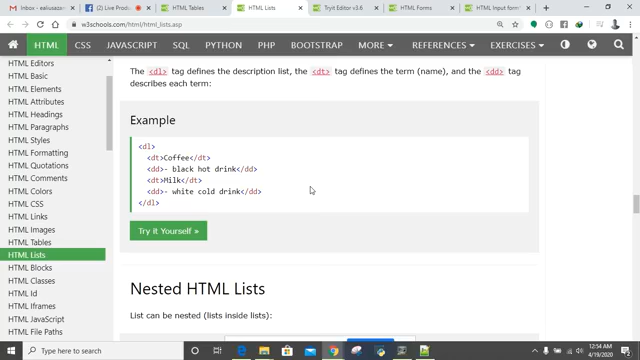 Inbox - aakusazo
(2) Live Produc
HTML Tables
HTML Lists
Tryit Editor v3.6
HTML Forms
HTML Input form
w3schools.com/html/html_lists.asp
HTML CSS JAVASCRIPT SQL PYTHON PHP BOOTSTRAP MORE REFERENCES EXERCISES
HTML Editors
HTML Basic
HTML Elements
HTML Attributes
HTML Headings
HTML Paragraphs
HTML Styles
HTML Formatting
HTML Quotations
HTML Comments
HTML Colors
HTML CSS
HTML Links
HTML Images
HTML Tables
HTML Lists
HTML Blocks
HTML Classes
HTML Id
HTML Iframes
HTML JavaScript
HTML File Paths
The <dl> tag defines the description list, the <dt> tag defines the term (name), and the <dd> tag
describes each term:
Example
<dl>
<dt>Coffee</dt>
<dd>- black hot drink</dd>
<dt>Milk</dt>
<dd>- white cold drink</dd>
</dl>
Try it Yourself »
Nested HTML Lists
List can be nested (lists inside lists):
Type here to search
12:54 AM
4/19/2020